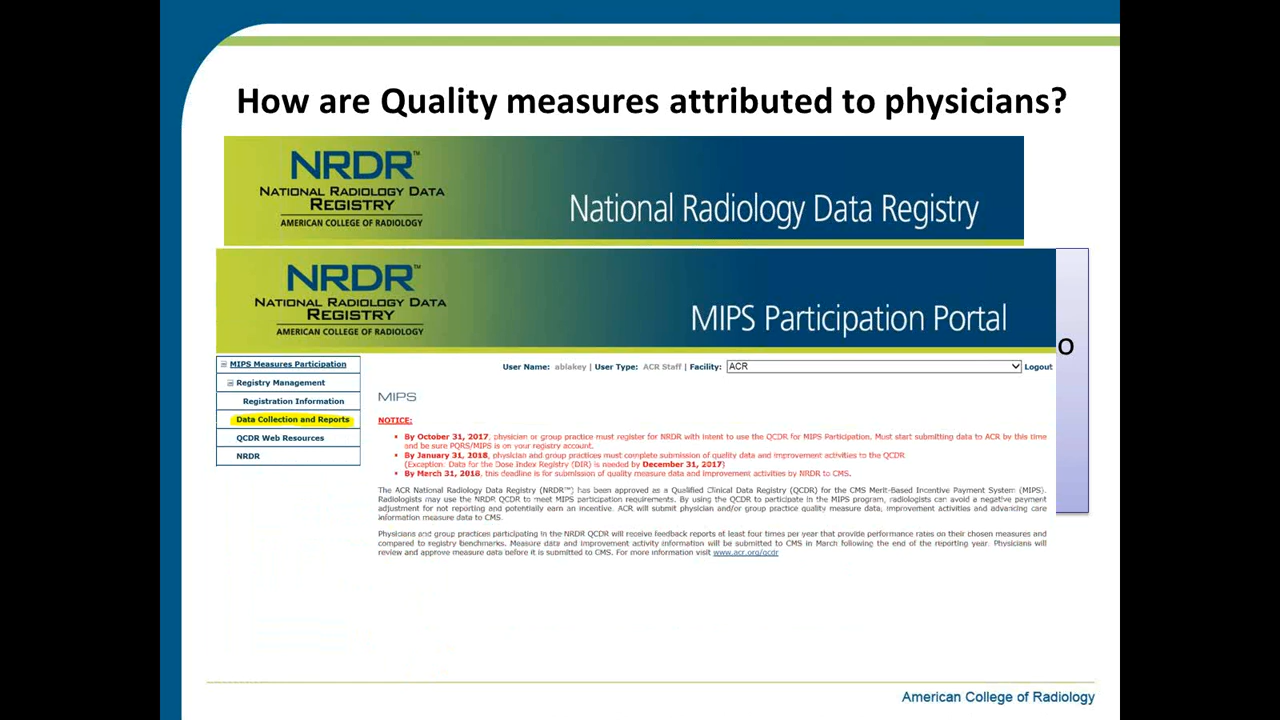 How are Quality measures attributed to physicians?
NRDR™
NATIONAL RADIOLOGY DATA
REGISTRY
AMERICAN COLLEGE OF RADIOLOGY
National Radiology Data Registry
NRDR™
NATIONAL RADIOLOGY DATA
REGISTRY
AMERICAN COLLEGE OF RADIOLOGY
MIPS Participation Portal
o
MIPS Measures Participation
Registry Management
Registration Information
Data Collection and Reports
QCDR Web Resources
NRDR
User Name: ablakey | User Type: ACR Staff | Facility: ACR Logout
MIPS
NOTICE:
• By October 31, 2017, physician or group practice must register for NRDR with intent to use the QCDR for MIPS Participation. Must start submitting data to ACR by this time
and be sure PQRS/MIPS is on your registry account.
• By January 31, 2018, physician and group practices must complete submission of quality data and improvement activities to the QCDR
(Exception: Data for the Dose Index Registry (DIR) is needed by December 31, 2017)
• By March 31, 2018, this deadline is for submission of quality measure data and improvement activities by NRDR to CMS.
The ACR National Radiology Data Registry (NRDR™) has been approved as a Qualified Clinical Data Registry (QCDR) for the CMS Merit-Based Incentive Payment System (MIPS).
Radiologists may use the NRDR QCDR to meet MIPS participation requirements. By using the QCDR to participate in the MIPS program, radiologists can avoid a negative payment
adjustment for not reporting and potentially earn an incentive. ACR will submit physician and/or group practice quality measure data, improvement activities and advancing care
information measure data to CMS.
Physicians and group practices participating in the NRDR QCDR will receive feedback reports at least four times per year that provide performance rates on their chosen measures and
compared to registry benchmarks. Measure data and improvement activity information will be submitted to CMS in March following the end of the reporting year. Physicians will
review and approve measure data before it is submitted to CMS. For more information visit www.acr.org/qcdr
American College of Radiology